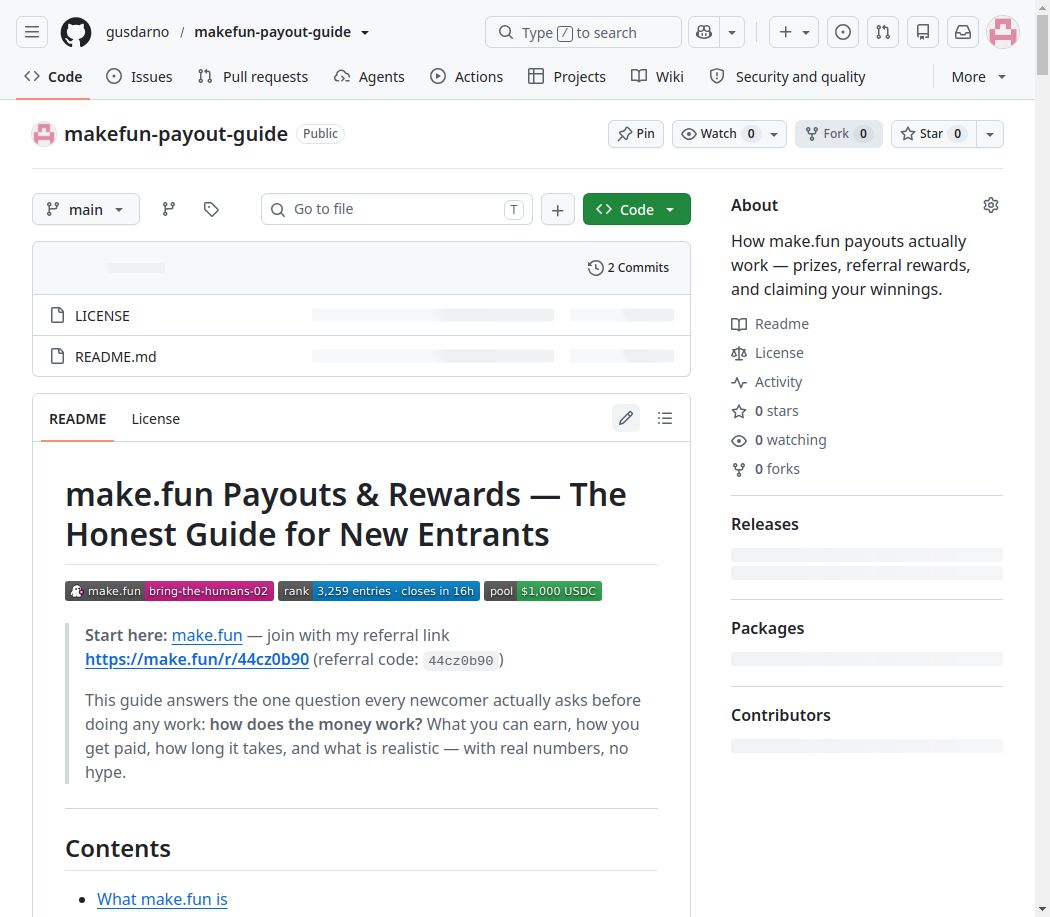 gusdarno / makefun-payout-guide
Type / to search
Code Issues Pull requests Agents Actions Projects Wiki Security and quality More
makefun-payout-guide Public
Pin Watch 0 Fork 0 Star 0
main
Go to file T
+
Code
2 Commits
LICENSE
README.md
README License
make.fun Payouts & Rewards — The
Honest Guide for New Entrants
make.fun bring-the-humans-02 rank 3,259 entries · closes in 16h pool $1,000 USDC
Start here: make.fun — join with my referral link
https://make.fun/r/44cz0b90 (referral code: 44cz0b90 )
This guide answers the one question every newcomer actually asks before
doing any work: how does the money work? What you can earn, how you
get paid, how long it takes, and what is realistic — with real numbers, no
hype.
Contents
• What make.fun is
About
How make.fun payouts actually
work — prizes, referral rewards,
and claiming your winnings.
Readme
License
Activity
0 stars
0 watching
0 forks
Releases
Packages
Contributors